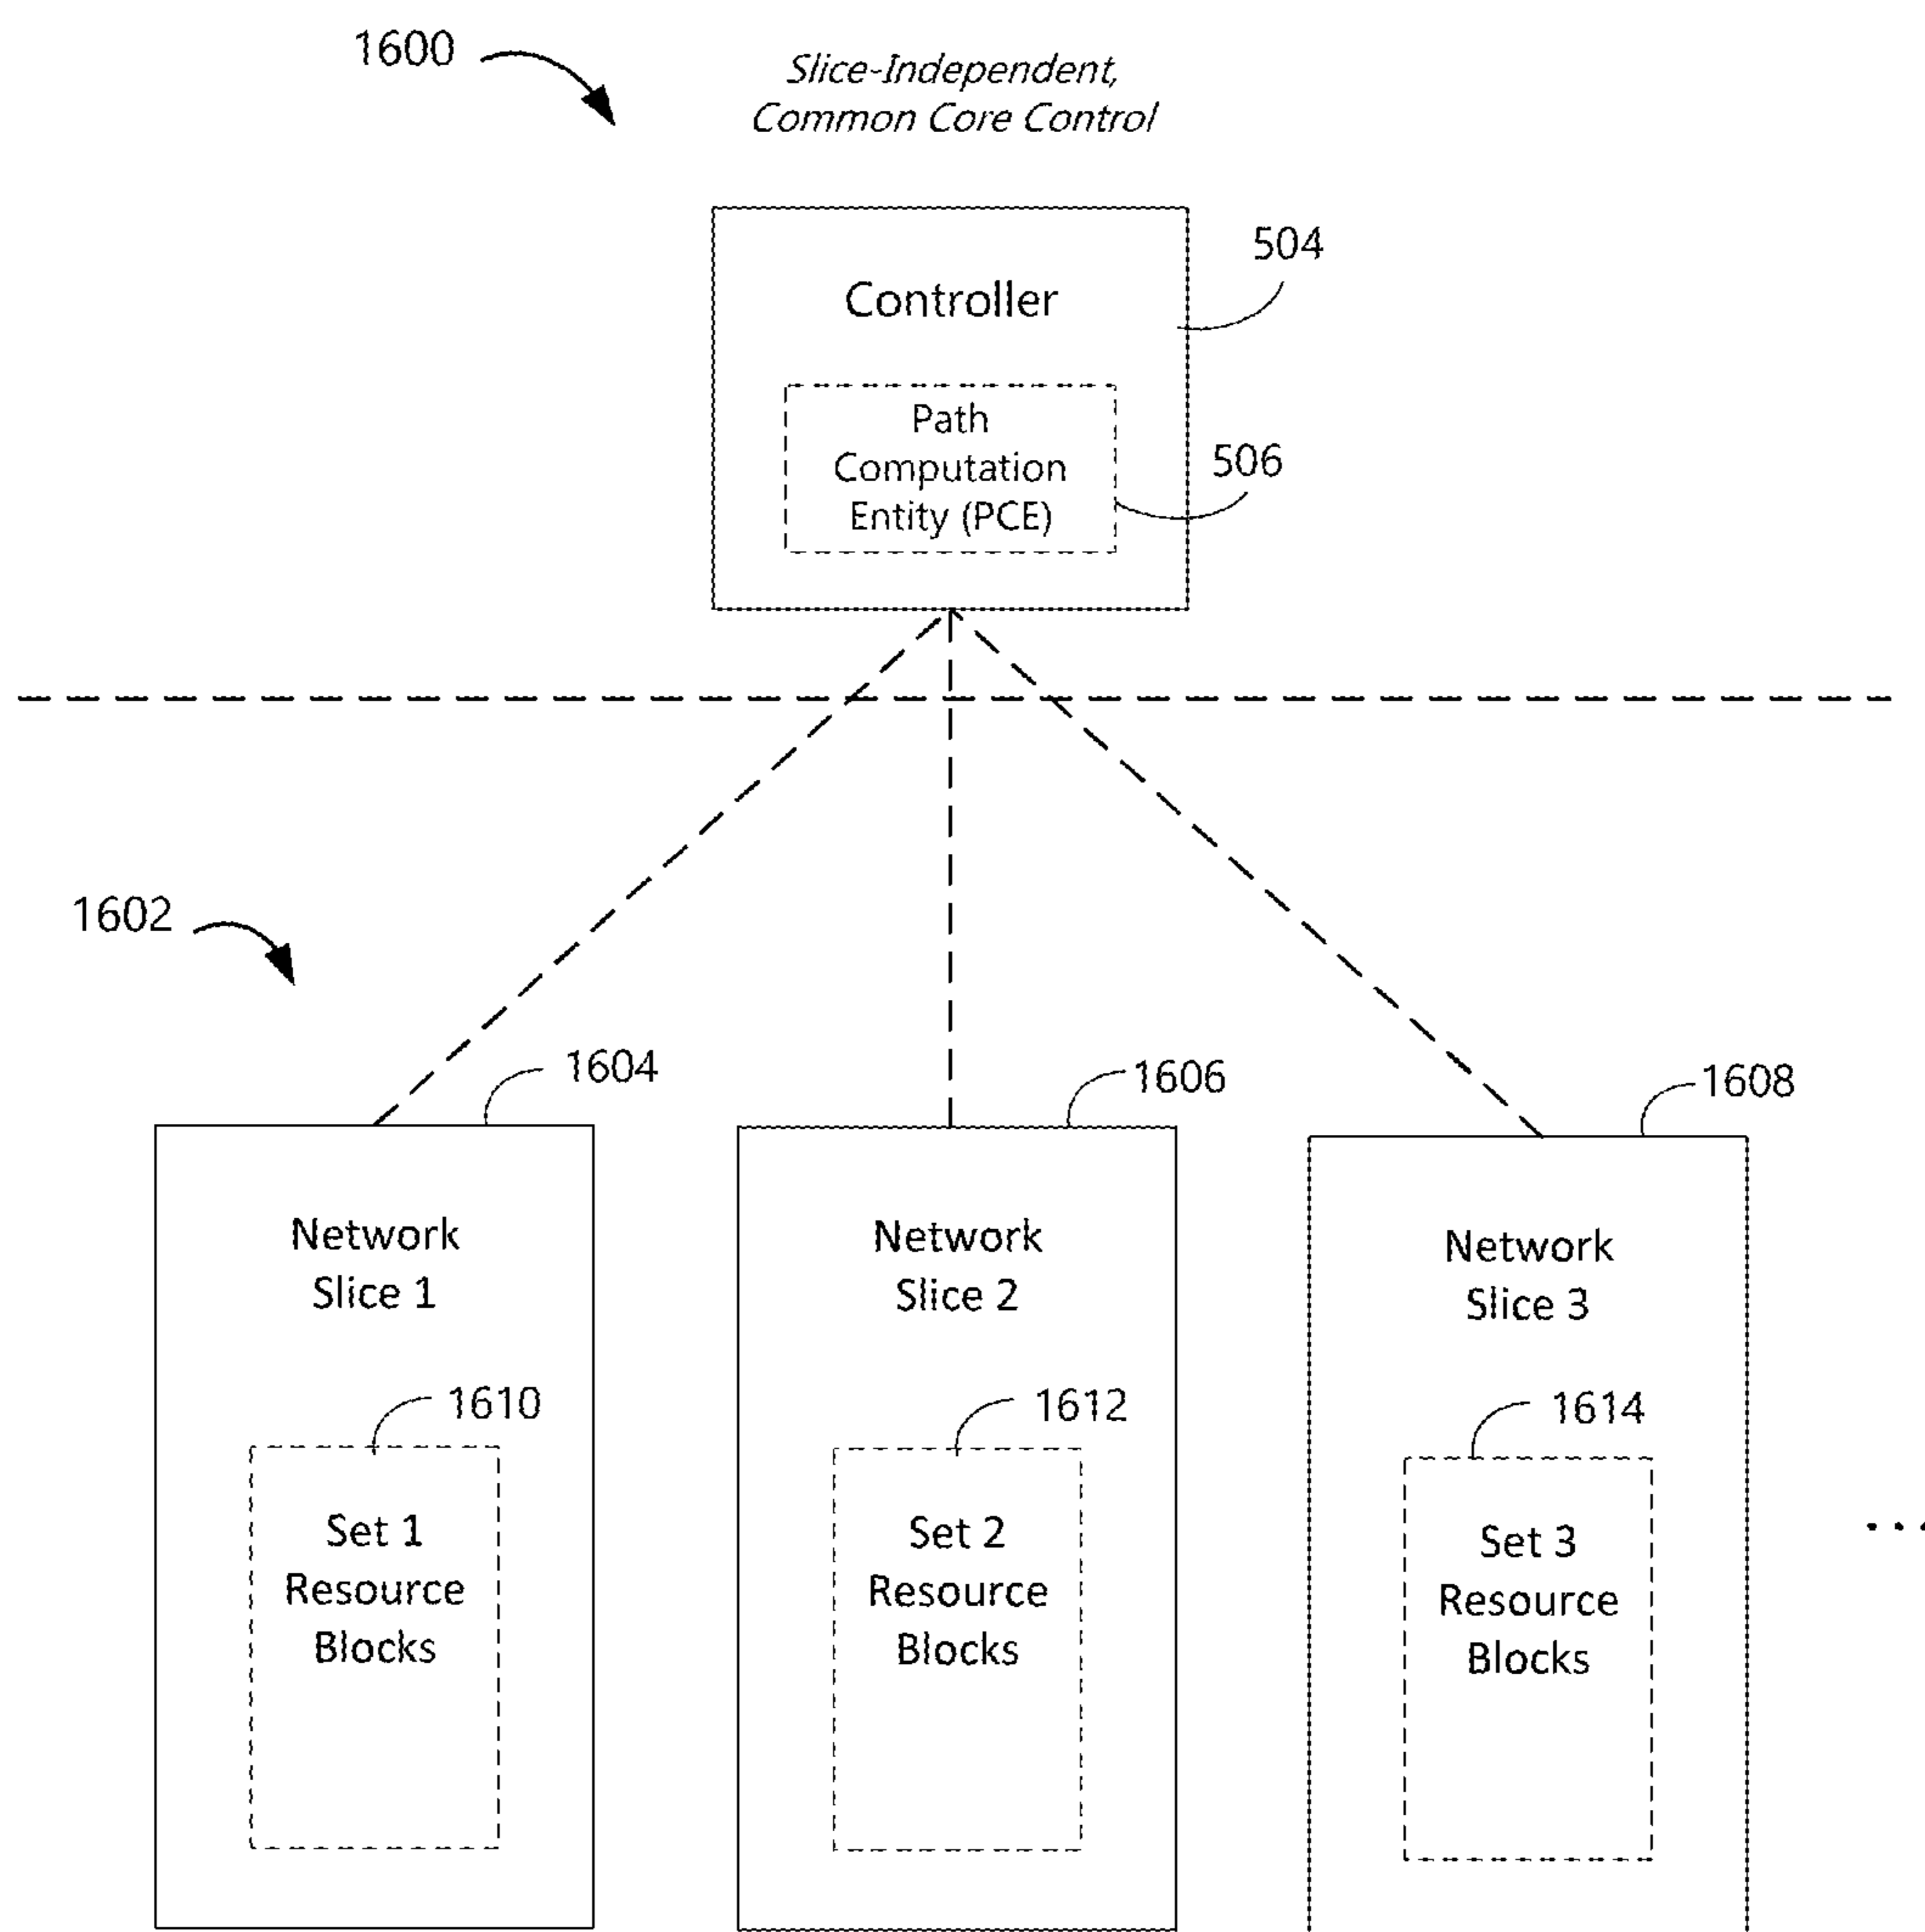 1600
Slice-Independent,
Common Core Control
504
Controller
Path
Computation
Entity (PCE)
506
1602
1604
1606
1608
Network
Slice 1
Network
Slice 2
Network
Slice 3
1610
1612
1614
Set 1
Resource
Blocks
Set 2
Resource
Blocks
Set 3
Resource
Blocks
...